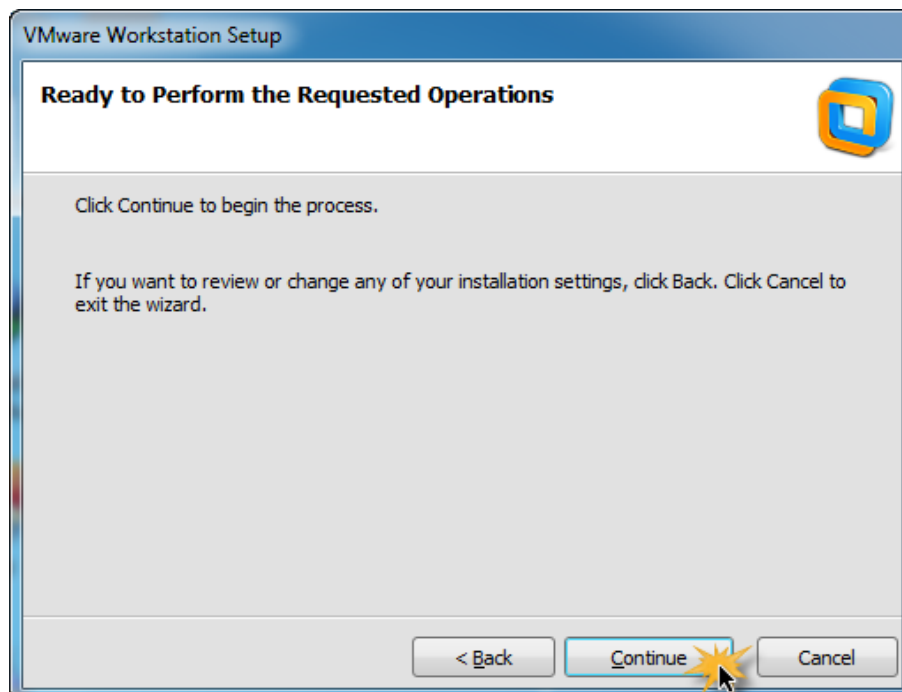 VMware Workstation Setup
Ready to Perform the Requested Operations
Click Continue to begin the process.
If you want to review or change any of your installation settings, click Back. Click Cancel to
exit the wizard.
< Back
Continue
Cancel